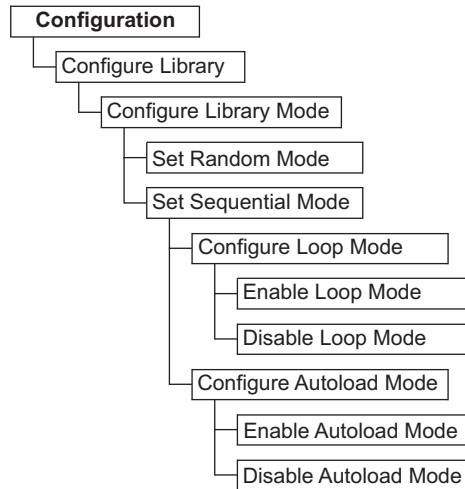 Configuration
Configure Library
Configure Library Mode
Set Random Mode
Set Sequential Mode
Configure Loop Mode
Enable Loop Mode
Disable Loop Mode
Configure Autoload Mode
Enable Autoload Mode
Disable Autoload Mode